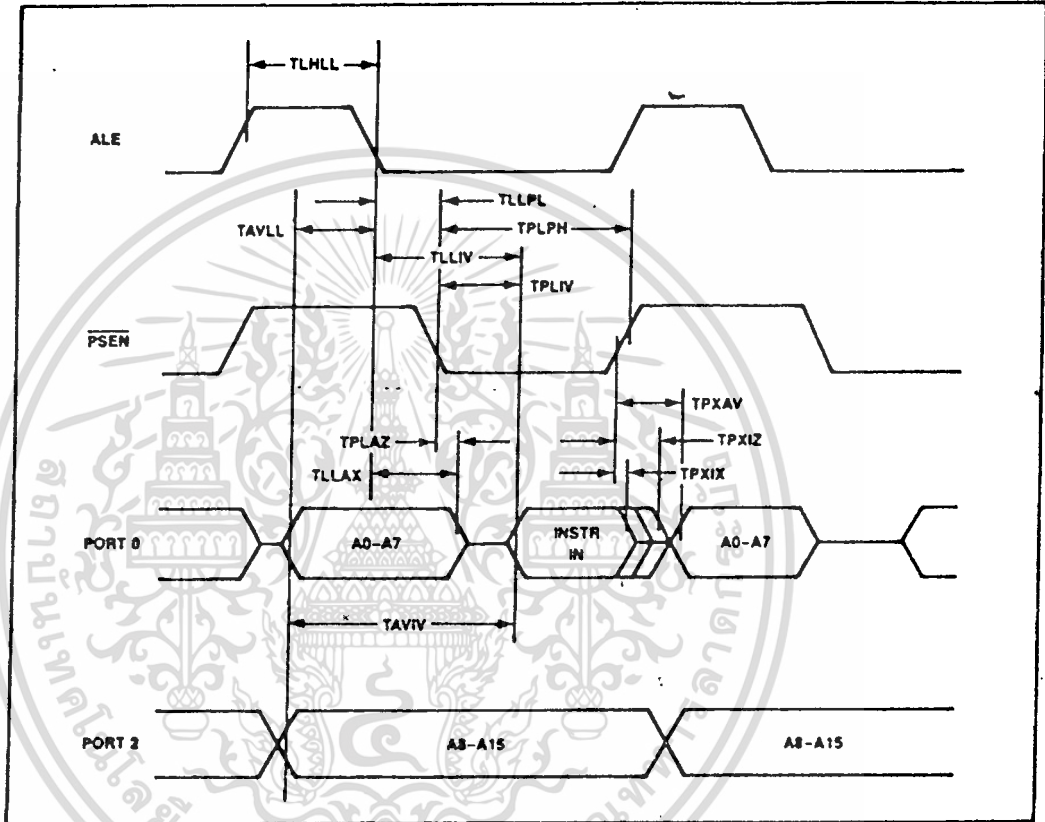 TLHLL
ALE
TLLPL
TAVLL
TPLPH
TLLIV
TPLIV
PSEN
TPXAV
TPLAZ
TPXIZ
TLLAX
TPXIX
PORT 0
A0-A7
INSTR
IN
A0-A7
TAVIV
PORT 2
A8-A15
A8-A15